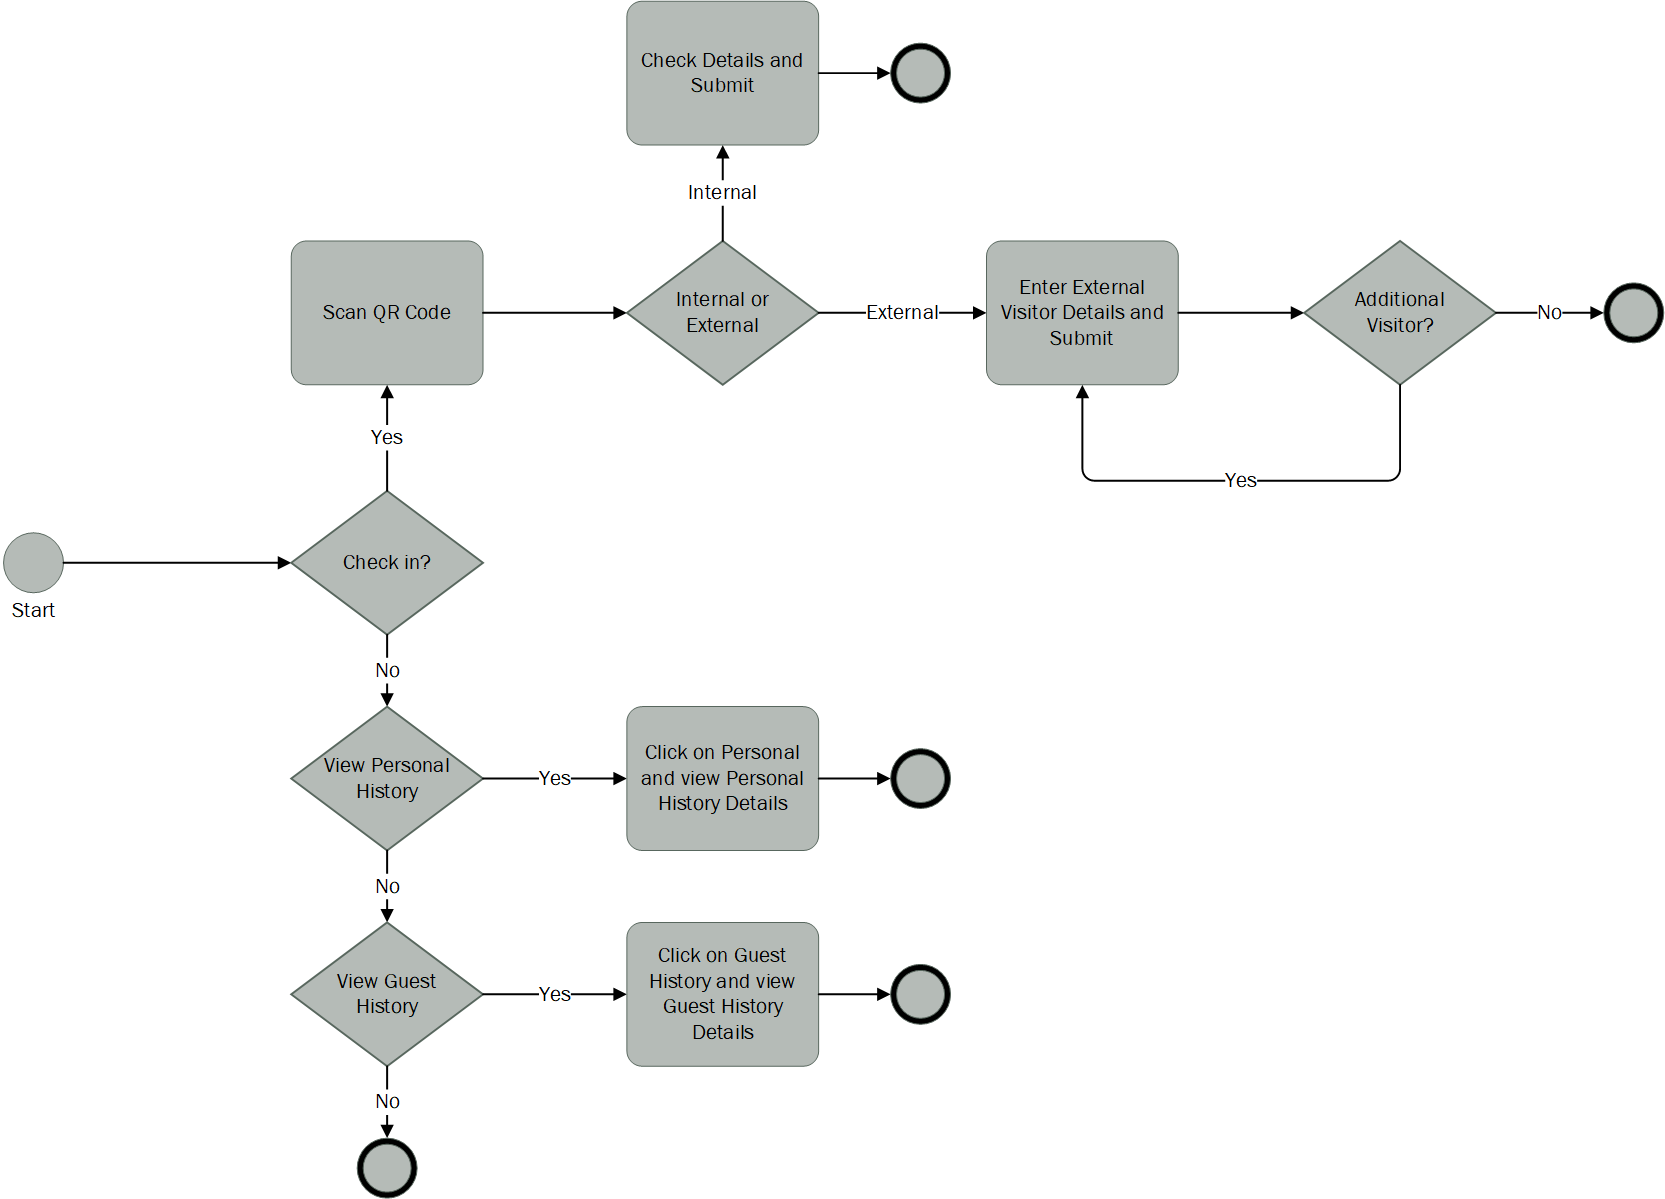 Check Details and
Submit
Internal
Scan QR Code
Internal or
External
External
Enter External
Visitor Details and
Submit
Additional
Visitor?
No
Yes
Yes
Check in?
Start
No
View Personal
History
Yes
Click on Personal
and view Personal
History Details
No
View Guest
History
Yes
Click on Guest
History and view
Guest History
Details
No